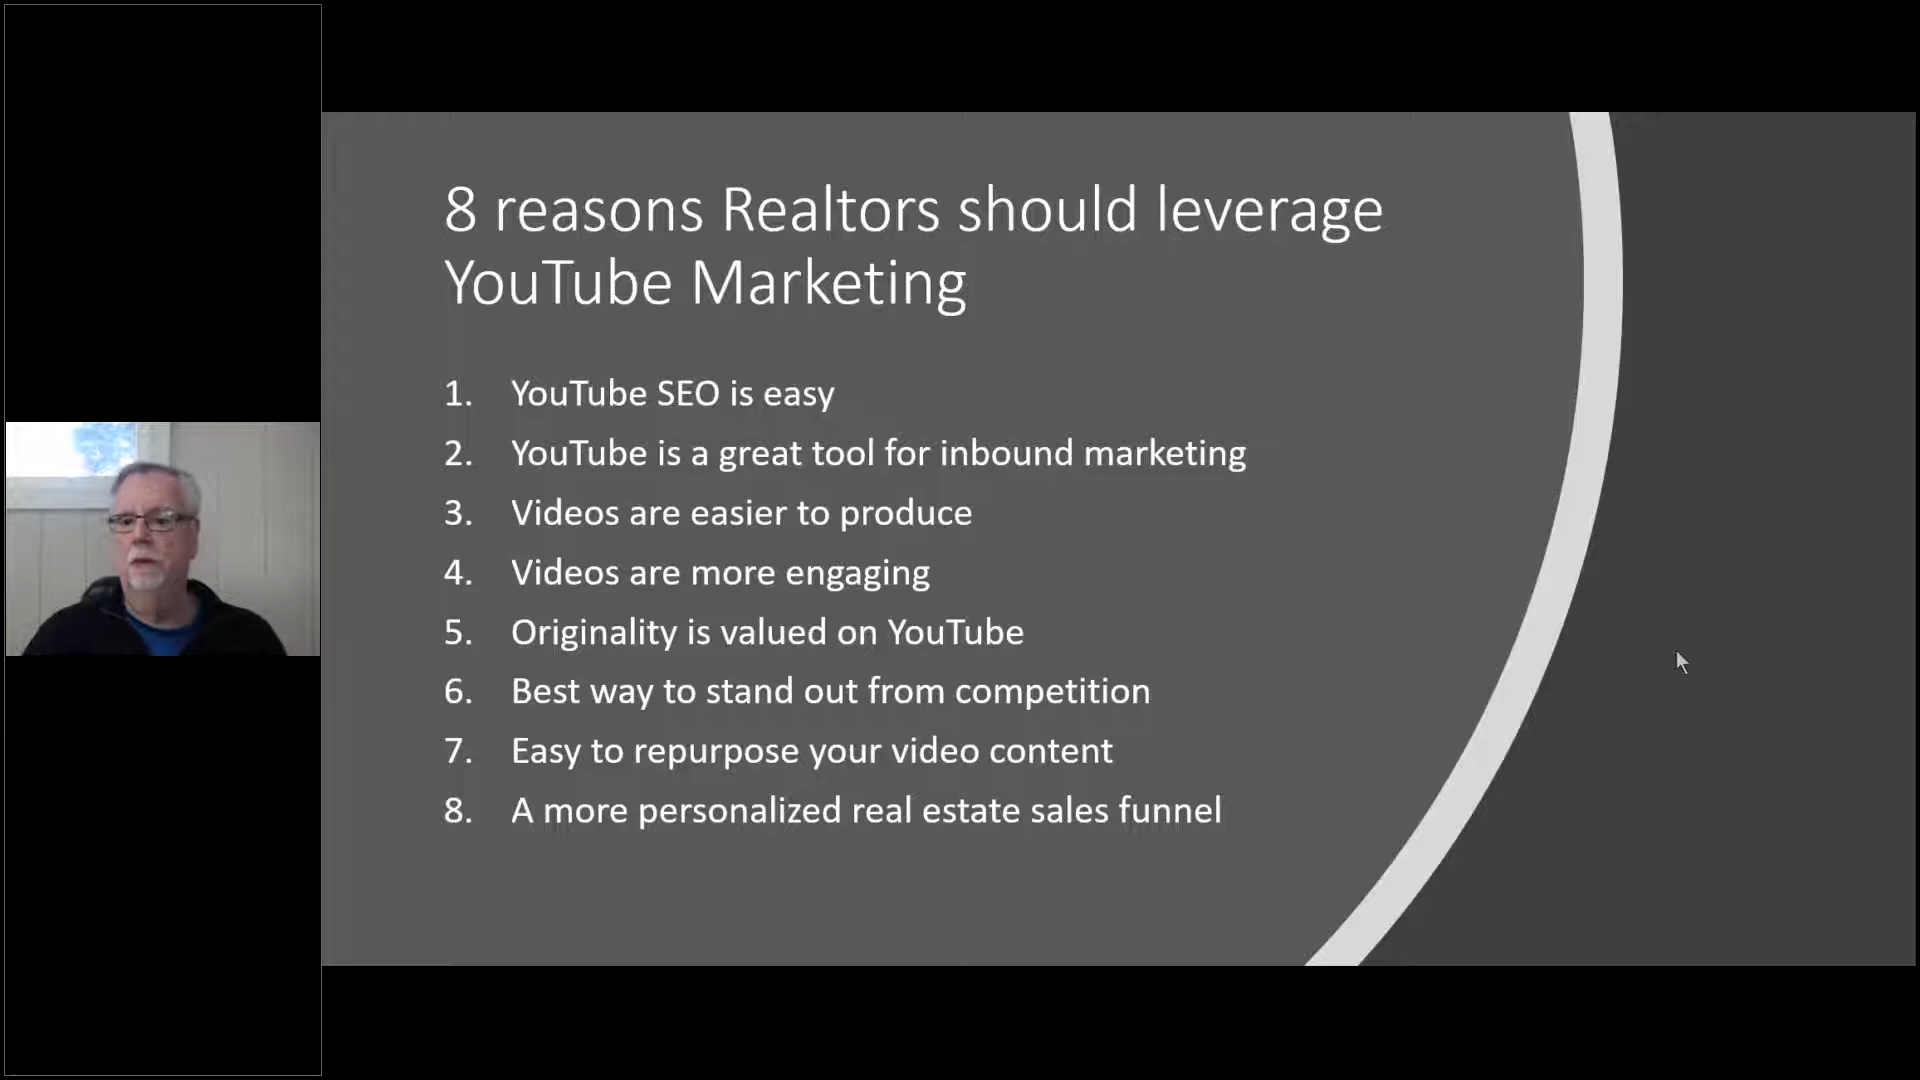 8 reasons Realtors should leverage
YouTube Marketing
1. YouTube SEO is easy
2. YouTube is a great tool for inbound marketing
3. Videos are easier to produce
4. Videos are more engaging
5. Originality is valued on YouTube
6. Best way to stand out from competition
7. Easy to repurpose your video content
8. A more personalized real estate sales funnel